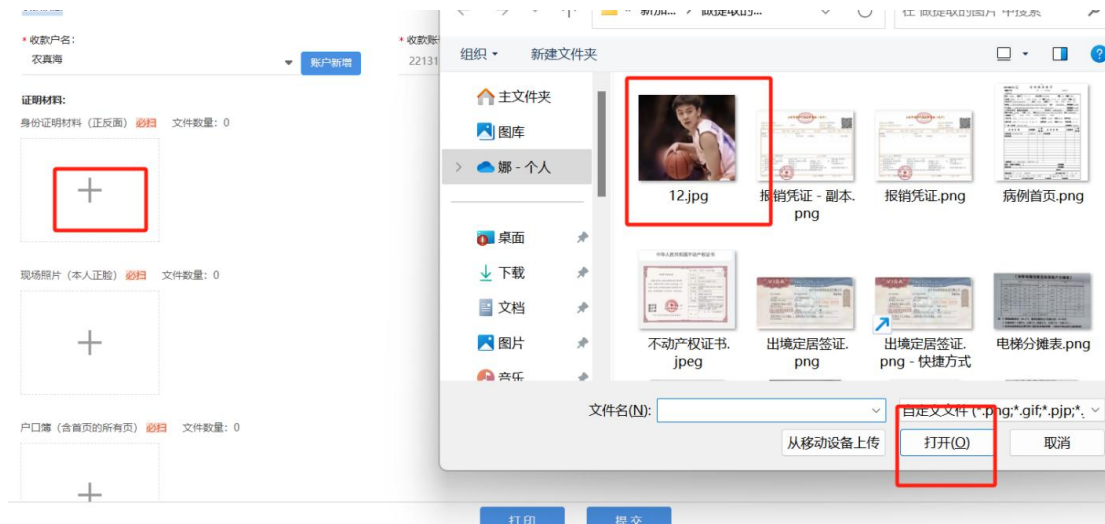 * 收款户名：
农真海
账户新增
* 收款账
22131
证明材料:
身份证明材料（正反面） 必扫 文件数量：0
现场照片（本人正脸） 必扫 文件数量：0
户口簿（含首页的所有页） 必扫 文件数量：0
打印
提交
组织
新建文件夹
主文件夹
图库
娜 - 个人
桌面
下载
文档
图片
音乐
12.jpg
报销凭证 - 副本.
png
报销凭证.png
病例首页.png
不动产权证书.
jpeg
出境定居签证.
png
出境定居签证.
png - 快捷方式
电梯分摊表.png
文件名(N):
自定义文件 (*.png;*.gif;*.pjp;*.
从移动设备上传
打开(O)
取消